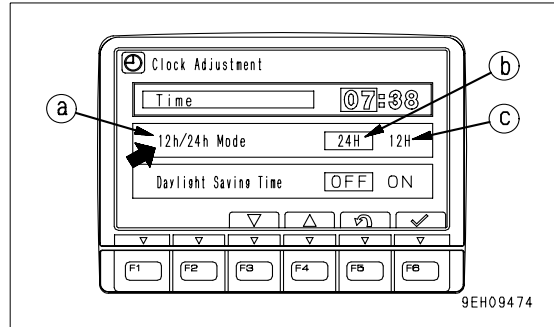 Clock Adjustment
Time 07:38
12h/24h Mode 24H 12H
Daylight Saving Time OFF ON
a
b
c
F1 F2 F3 F4 F5 F6
9EH09474